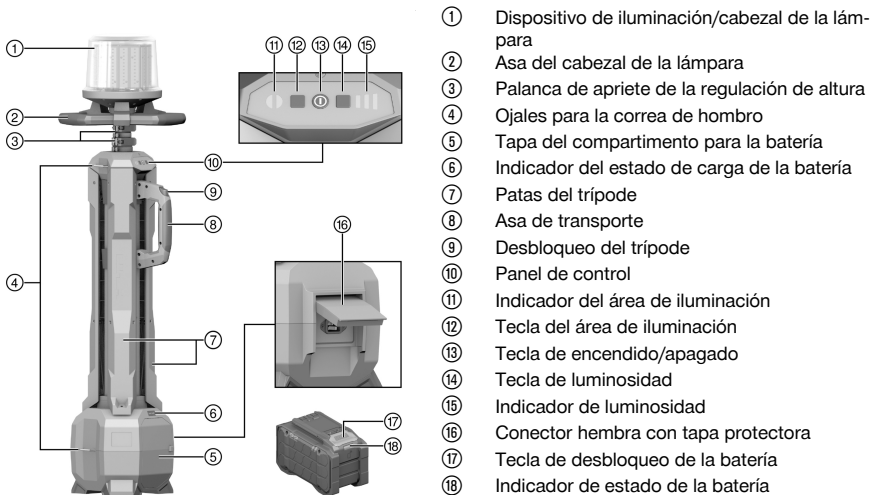 ① Dispositivo de iluminación/cabezal de la lám-
para
② Asa del cabezal de la lámpara
③ Palanca de apriete de la regulación de altura
④ Ojales para la correa de hombro
⑤ Tapa del compartimento para la batería
⑥ Indicador del estado de carga de la batería
⑦ Patas del trípode
⑧ Asa de transporte
⑨ Desbloqueo del trípode
⑩ Panel de control
⑪ Indicador del área de iluminación
⑫ Tecla del área de iluminación
⑬ Tecla de encendido/apagado
⑭ Tecla de luminosidad
⑮ Indicador de luminosidad
⑯ Conector hembra con tapa protectora
⑰ Tecla de desbloqueo de la batería
⑱ Indicador de estado de la batería
①
⑪ ⑫ ⑬ ⑭ ⑮
②
③
⑩
⑨
⑧
⑯
④
⑦
⑥
⑰
⑱
⑤